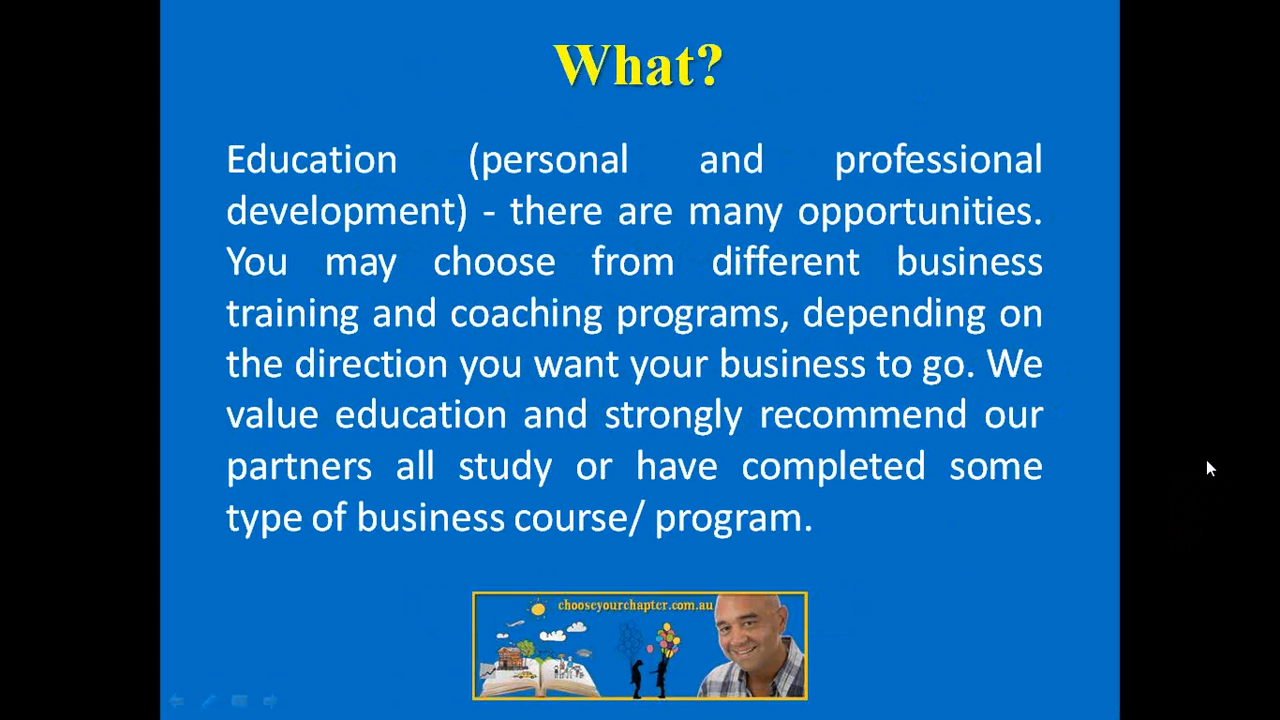 What?
Education (personal and professional
development) - there are many opportunities.
You may choose from different business
training and coaching programs, depending on
the direction you want your business to go. We
value education and strongly recommend our
partners all study or have completed some
type of business course/ program.
chooseyourchapter.com.au